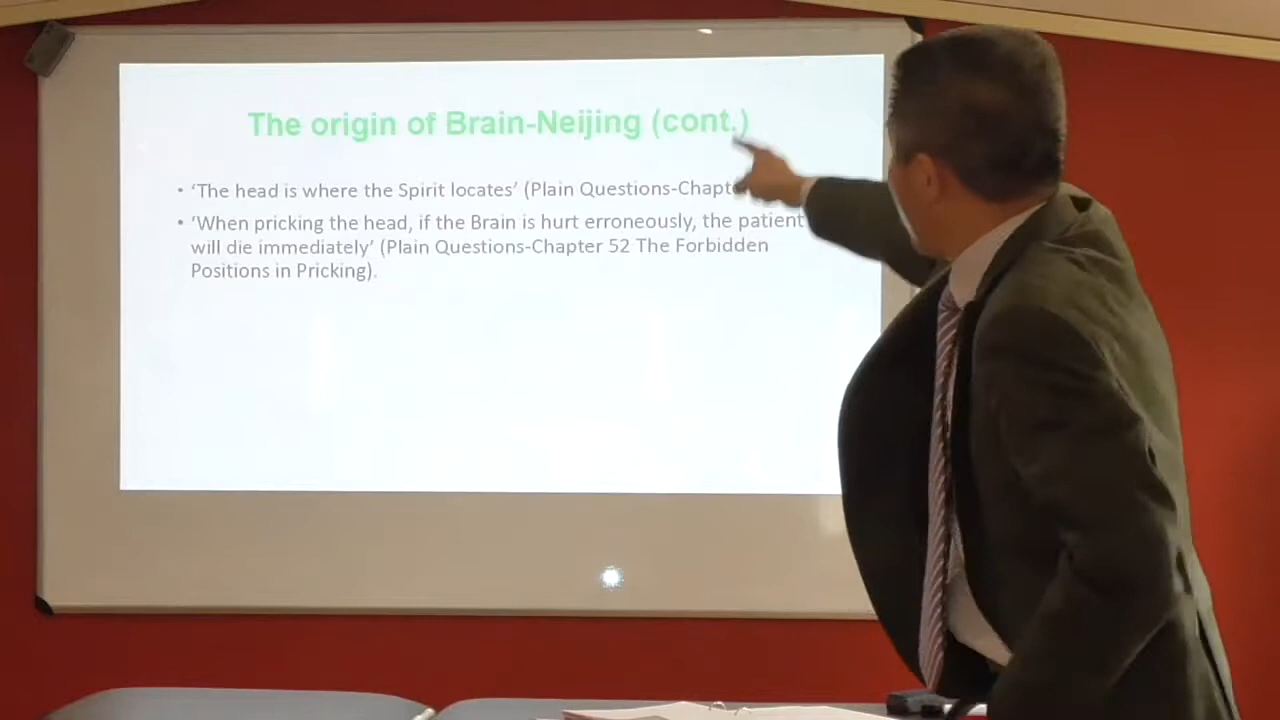 The origin of Brain-Neijing (cont.)
• ‘The head is where the Spirit locates’ (Plain Questions-Chapte
• ‘When pricking the head, if the Brain is hurt erroneously, the patient
will die immediately’ (Plain Questions-Chapter 52 The Forbidden
Positions in Pricking).